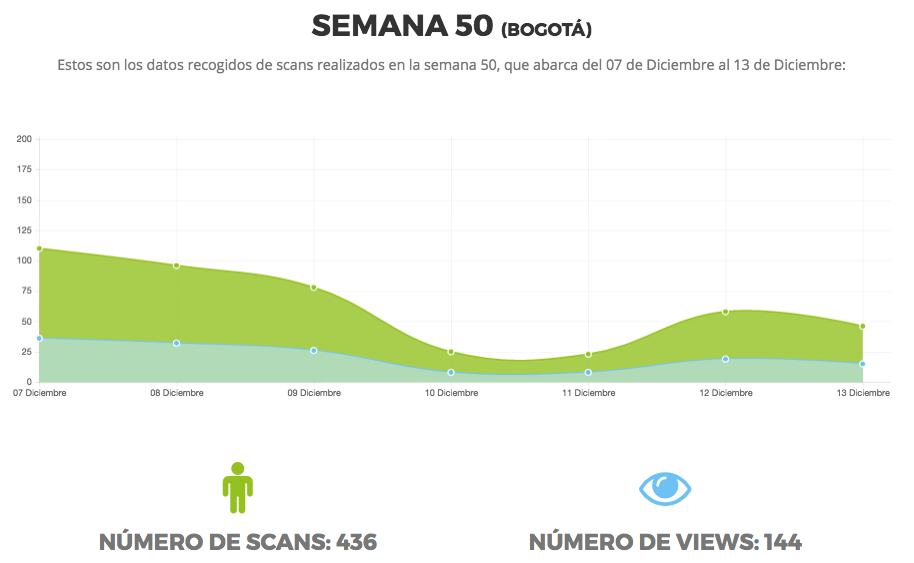 SEMANA 50 (BOGOTÁ)
Estos son los datos recogidos de scans realizados en la semana 50, que abarca del 07 de Diciembre al 13 de Diciembre:
200
175
150
125
100
75
50
25
0
07 Diciembre 08 Diciembre 09 Diciembre 10 Diciembre 11 Diciembre 12 Diciembre 13 Diciembre
NÚMERO DE SCANS: 436 NÚMERO DE VIEWS: 144